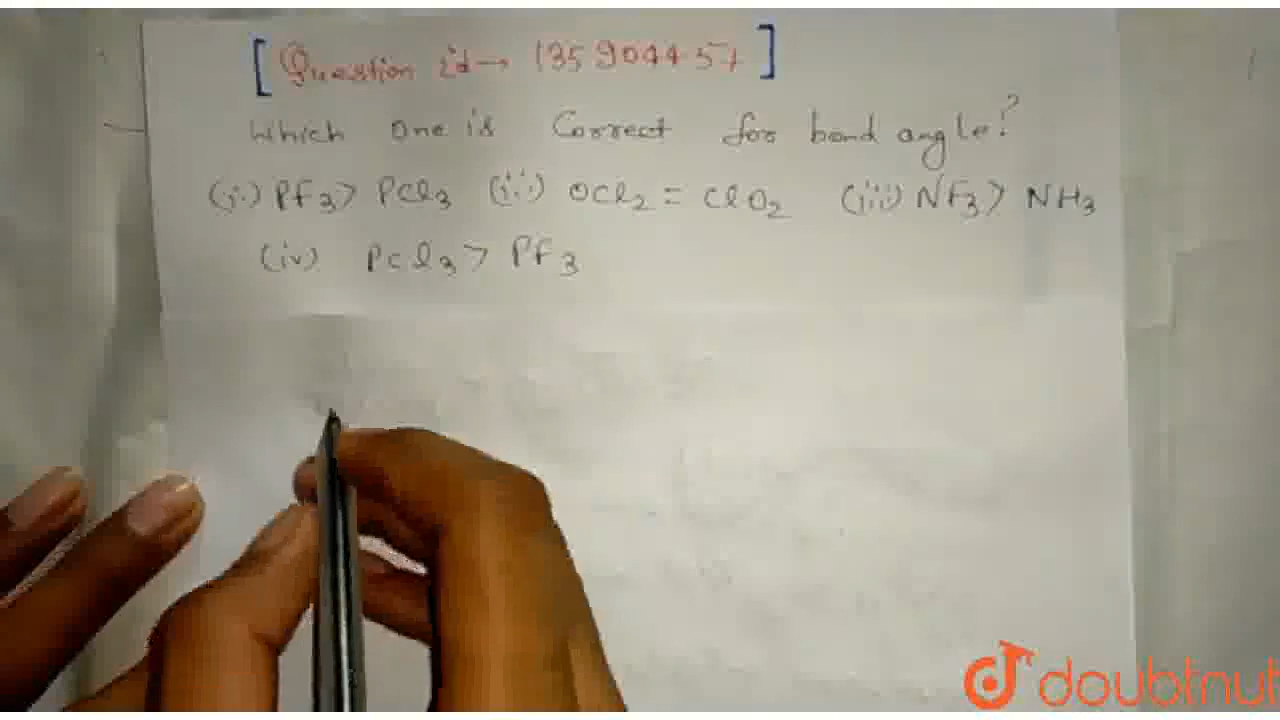 [Question id→ 135904457]
Which one is Correct for bond angle?
(i) PF3> PCl3 (ii) OCl2 = ClO2 (iii) NF3> NH3
(iv) PCl3> PF3
doubtnut